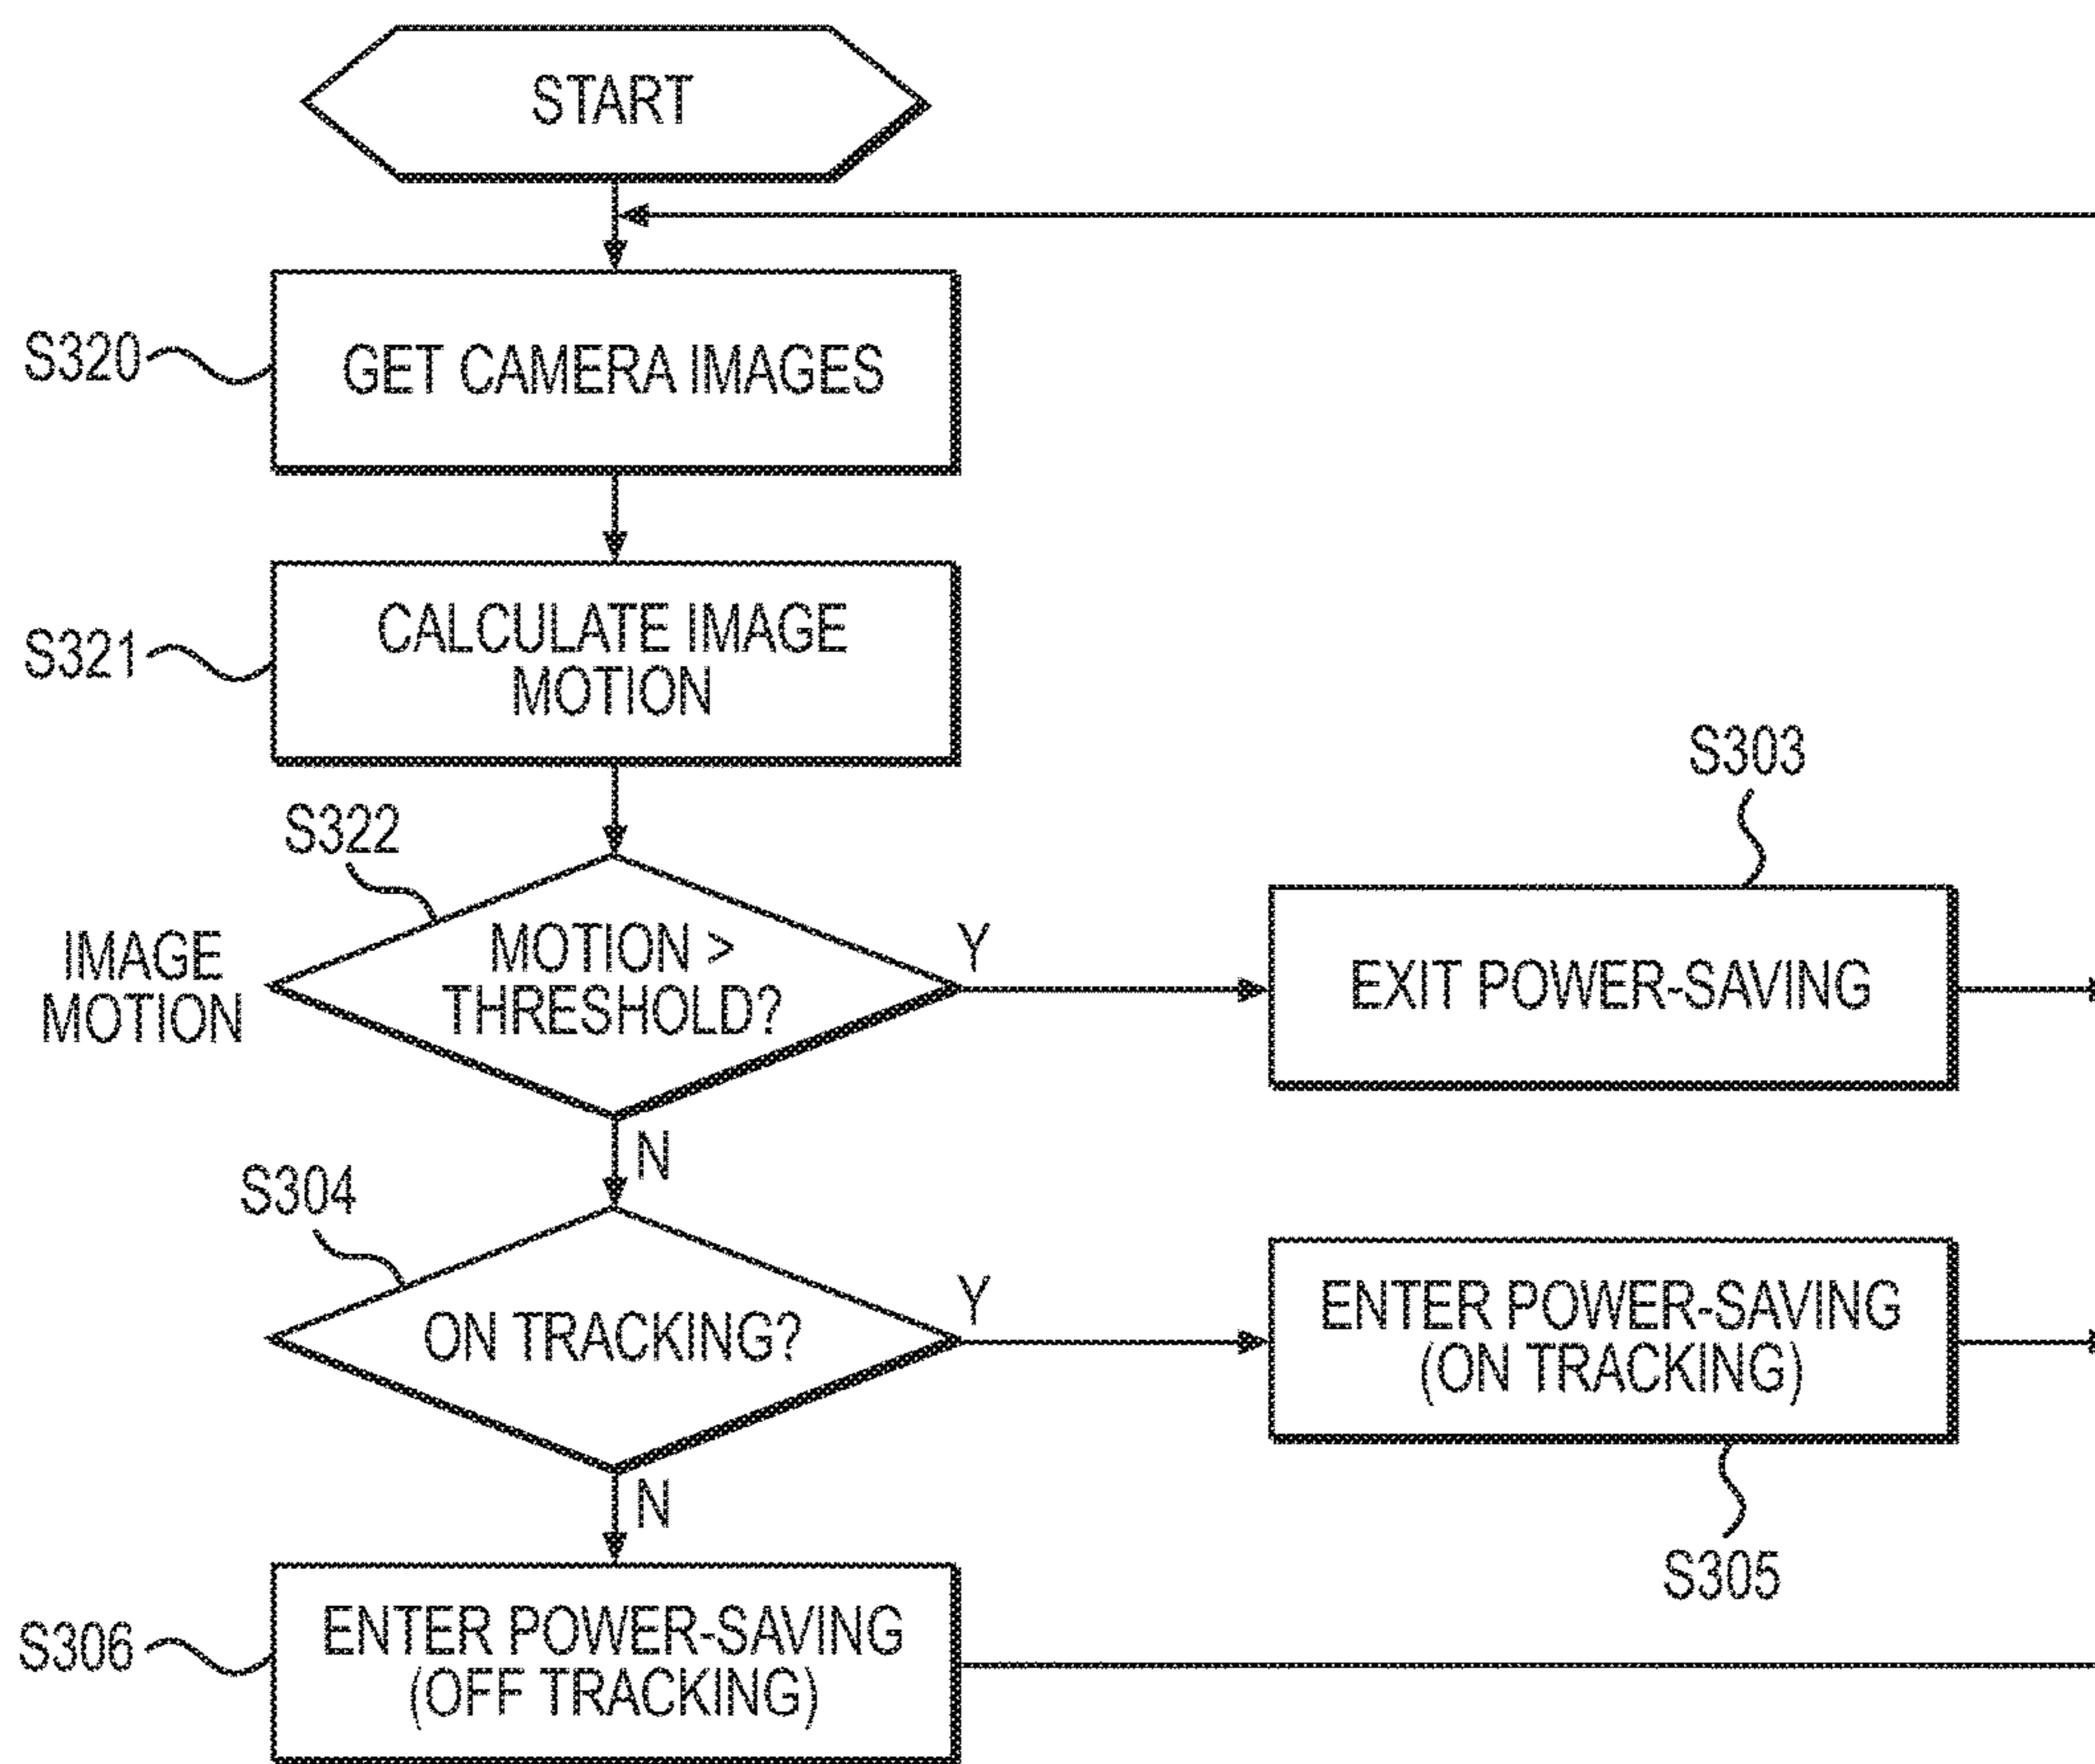 START
S320
GET CAMERA IMAGES
S321
CALCULATE IMAGE
MOTION
S322
IMAGE
MOTION
MOTION >
THRESHOLD?
Y
S303
EXIT POWER-SAVING
N
S304
ON TRACKING?
Y
ENTER POWER-SAVING
(ON TRACKING)
S305
N
S306
ENTER POWER-SAVING
(OFF TRACKING)